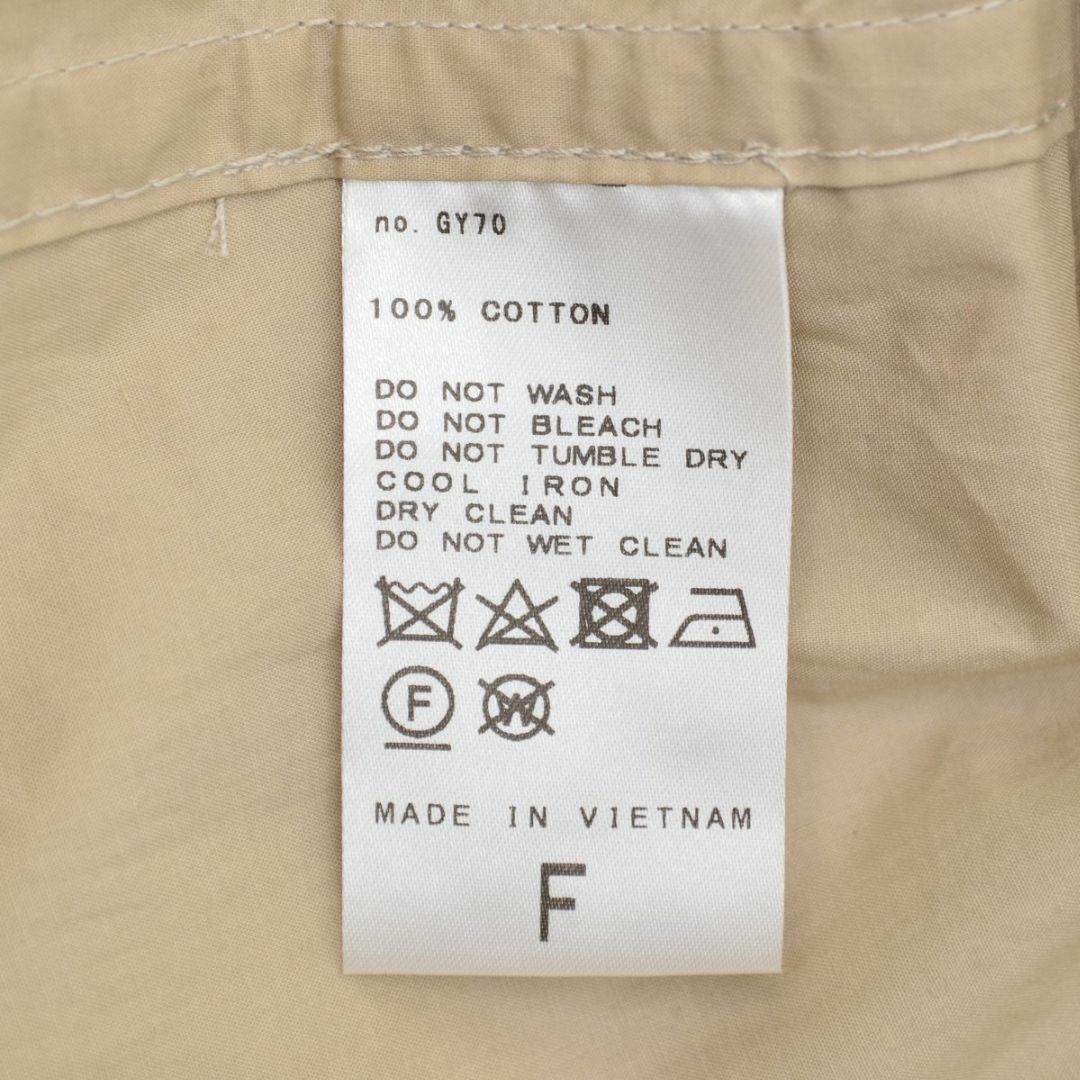 no. GY70
100% COTTON
DO NOT WASH
DO NOT BLEACH
DO NOT TUMBLE DRY
COOL IRON
DRY CLEAN
DO NOT WET CLEAN
F W
MADE IN VIETNAM
F